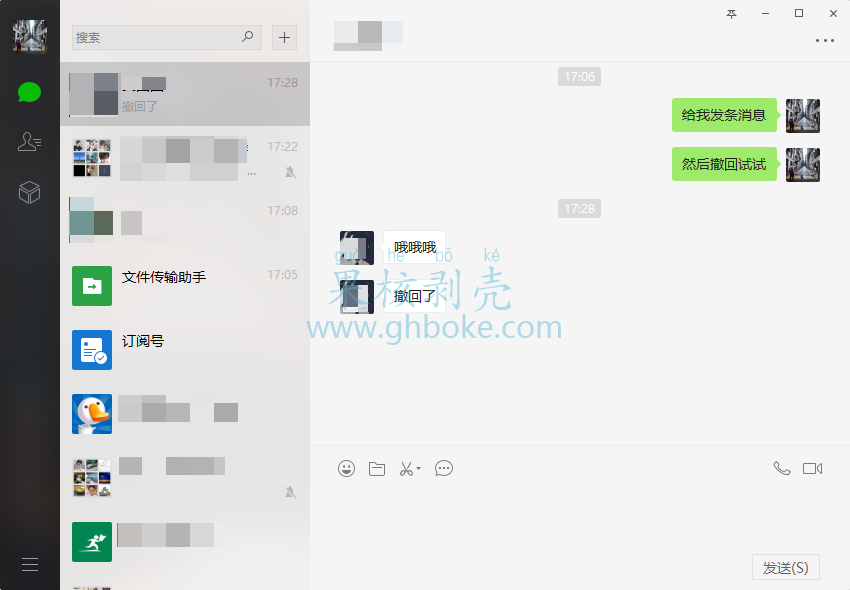 搜索
17:28
撤回了
17:22
...
17:08
文件传输助手
17:05
订阅号
17:06
给我发条消息
然后撤回试试
17:28
哦哦哦
撤回了
guǒ hé bō ké
果核剥壳
www.ghboke.com
发送(S)